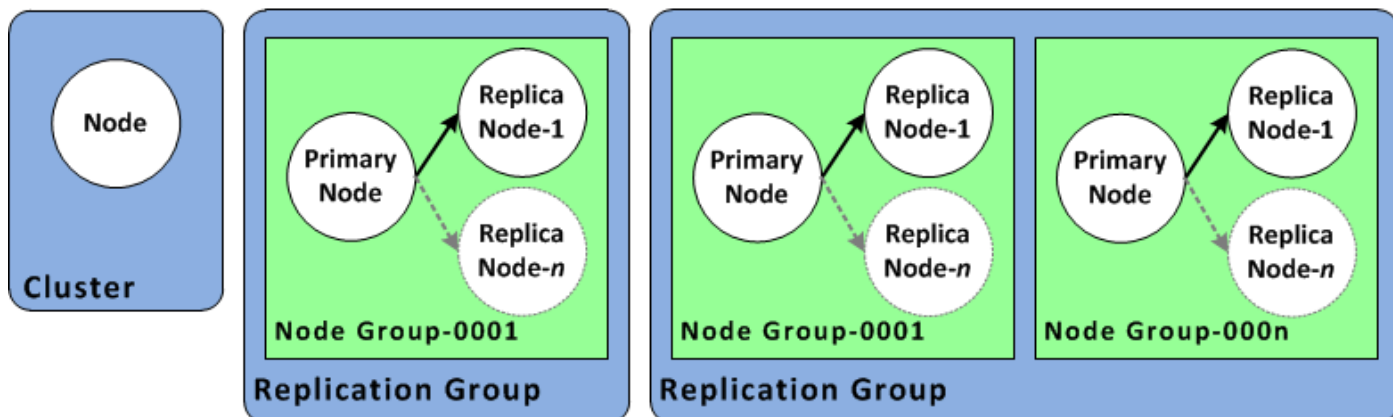 Node
Cluster
Primary
Node
Replica
Node-1
Replica
Node-n
Node Group-0001
Replication Group
Primary
Node
Replica
Node-1
Replica
Node-n
Node Group-0001
Primary
Node
Replica
Node-1
Replica
Node-n
Node Group-000n
Replication Group